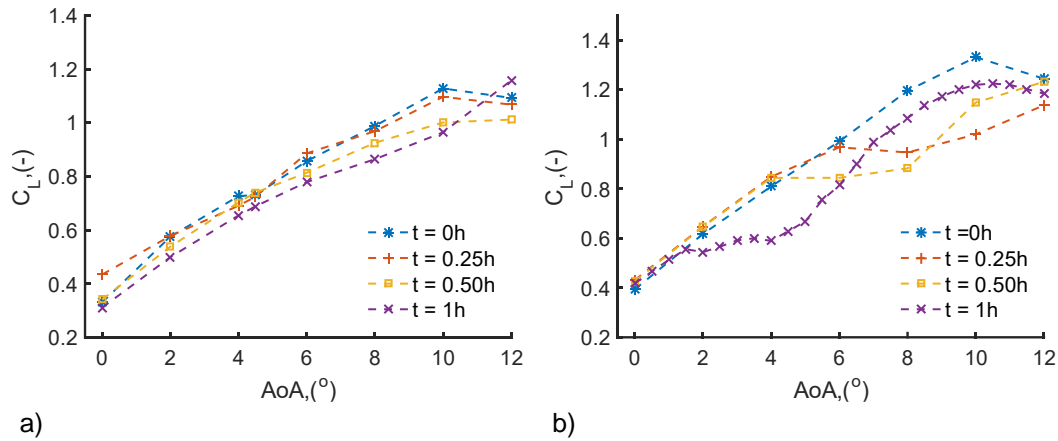 1.4
1.2
1
0.8
0.6
0.4
0.2
C_L,(-)
t = 0h
t = 0.25h
t = 0.50h
t = 1h
0 2 4 6 8 10 12
AoA,(°)
a)
1.4
1.2
1
0.8
0.6
0.4
0.2
C_L,(-)
t =0h
t = 0.25h
t = 0.50h
t = 1h
0 2 4 6 8 10 12
AoA,(°)
b)